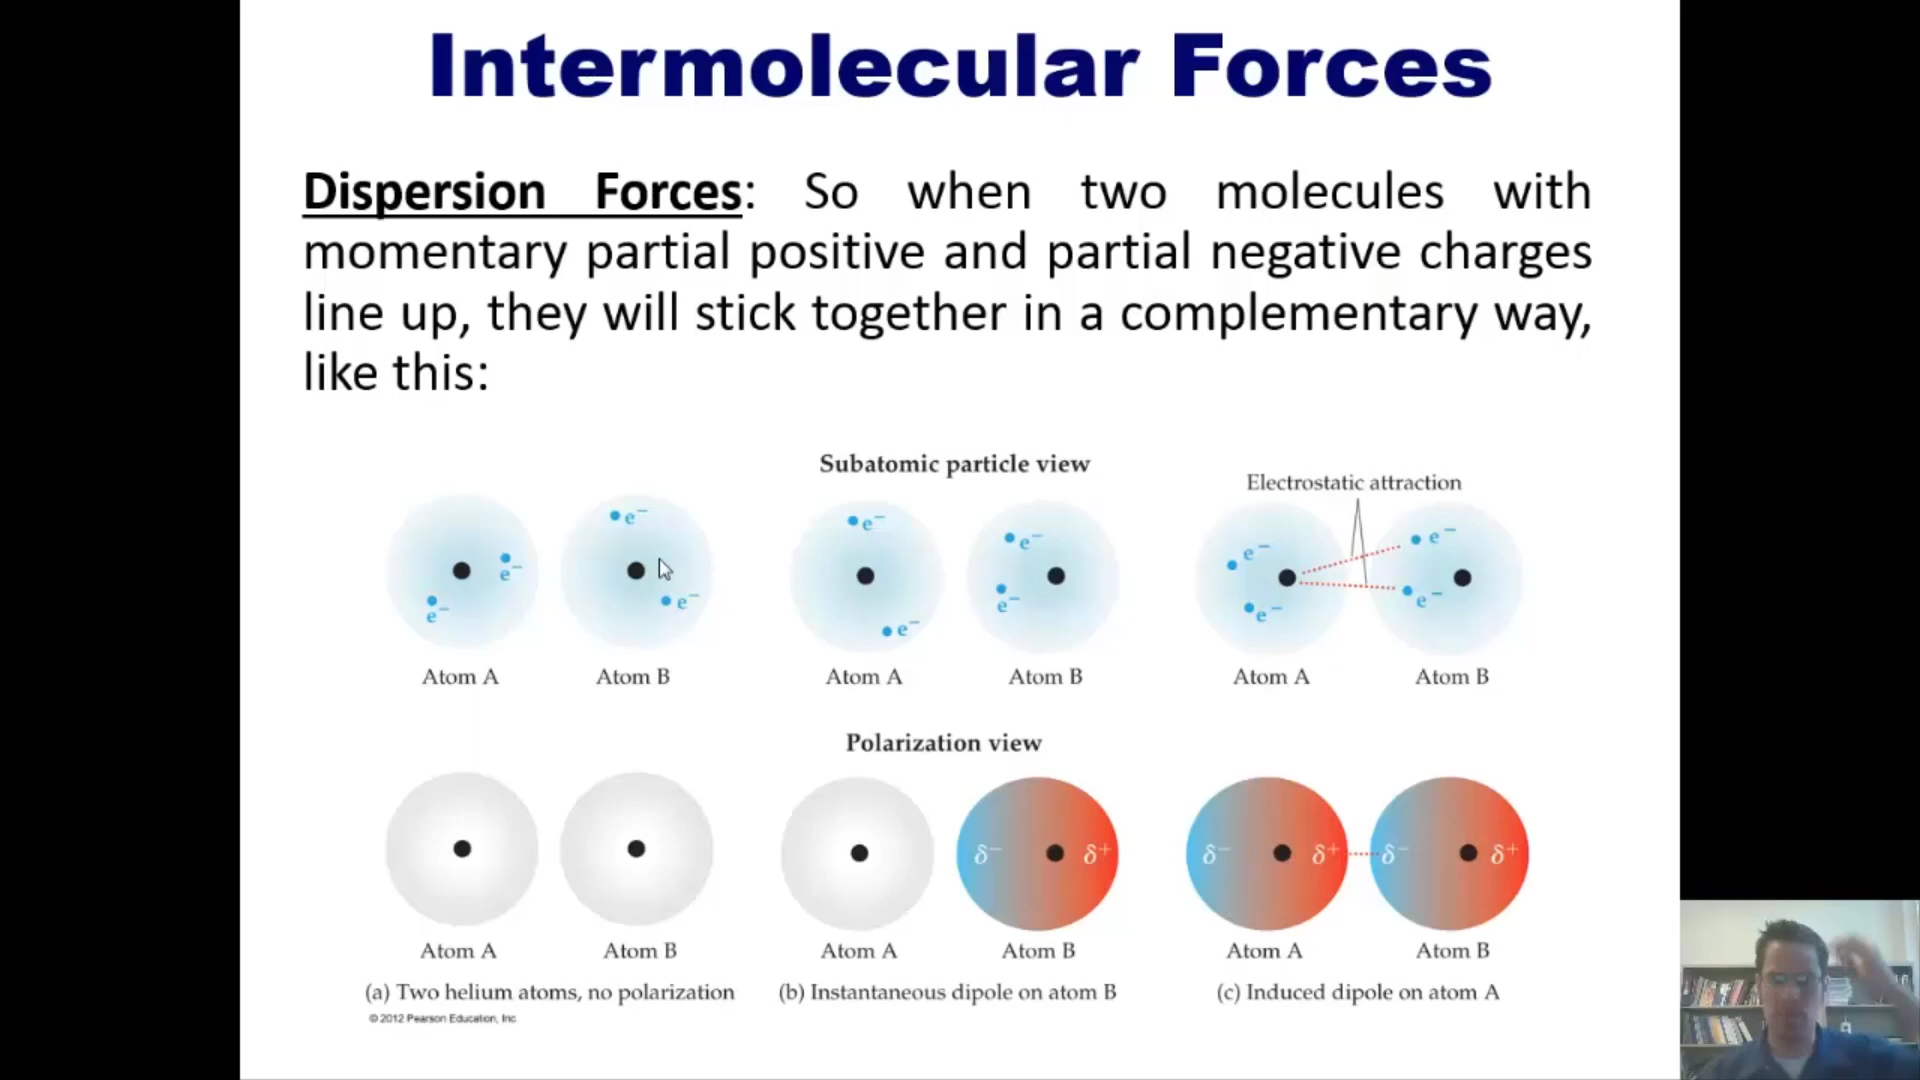 Intermolecular Forces
Dispersion Forces: So when two molecules with
momentary partial positive and partial negative charges
line up, they will stick together in a complementary way,
like this:
Subatomic particle view
Electrostatic attraction
e⁻ e⁻ e⁻ e⁻ e⁻ e⁻ e⁻ e⁻ e⁻ e⁻ e⁻ e⁻
Atom A Atom B Atom A Atom B Atom A Atom B
Polarization view
δ⁻ δ⁺ δ⁻ δ⁺ δ⁻ δ⁺
Atom A Atom B Atom A Atom B Atom A Atom B
(a) Two helium atoms, no polarization (b) Instantaneous dipole on atom B (c) Induced dipole on atom A
© 2012 Pearson Education, Inc.